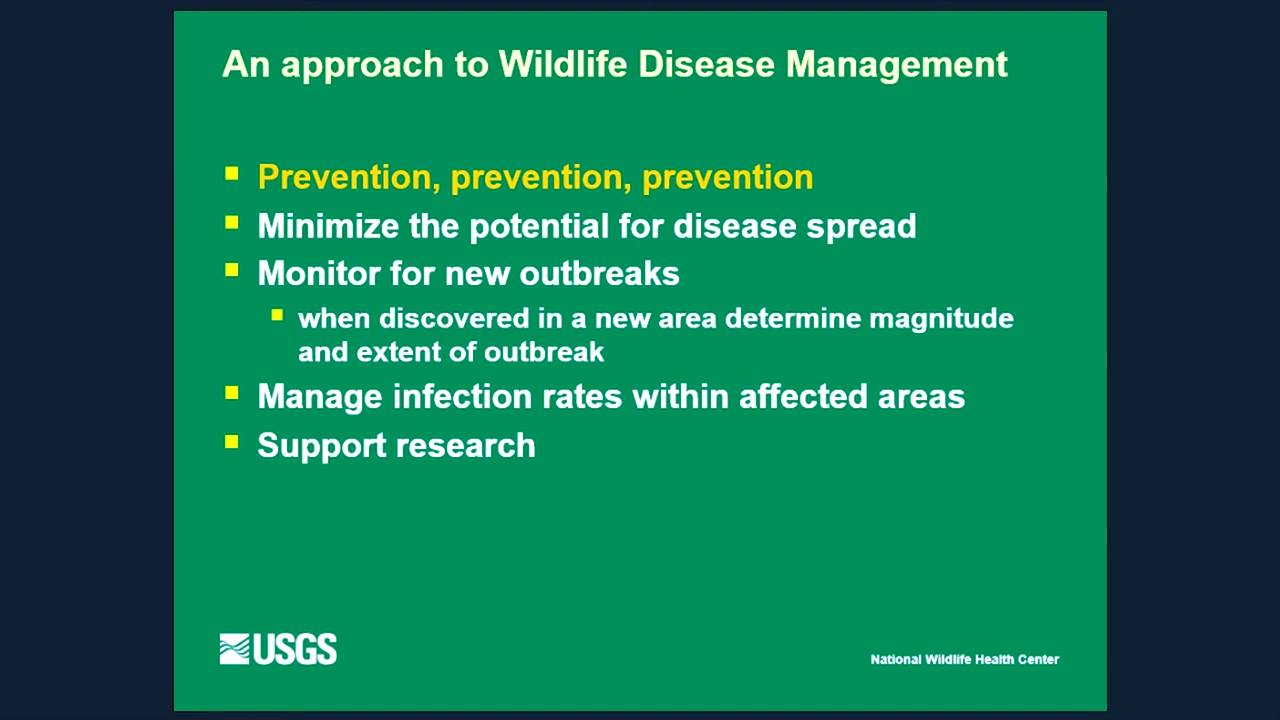 An approach to Wildlife Disease Management
Prevention, prevention, prevention
Minimize the potential for disease spread
Monitor for new outbreaks
when discovered in a new area determine magnitude
and extent of outbreak
Manage infection rates within affected areas
Support research
USGS
National Wildlife Health Center